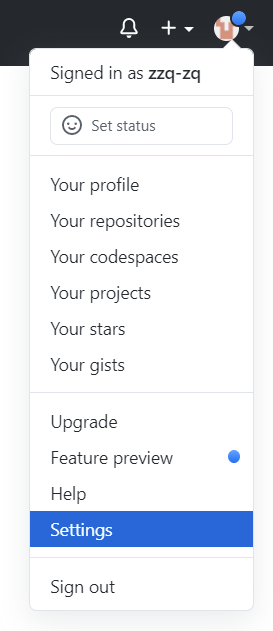 Signed in as zzq-zq
Set status
Your profile
Your repositories
Your codespaces
Your projects
Your stars
Your gists
Upgrade
Feature preview
Help
Settings
Sign out